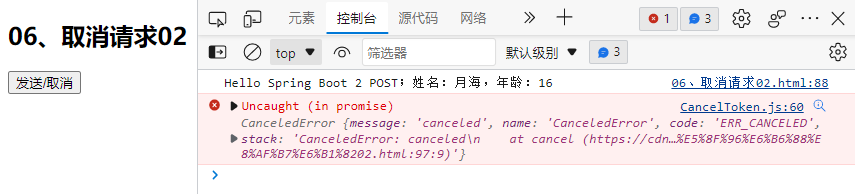 06、取消请求02
发送/取消
元素 控制台 源代码 网络 1 3
top 筛选器 默认级别 3
Hello Spring Boot 2 POST；姓名：月海，年龄：16 06、取消请求02.html:88
Uncaught (in promise) CancelToken.js:60
CanceledError {message: 'canceled', name: 'CanceledError', code: 'ERR_CANCELED',
stack: 'CanceledError: canceled\n    at cancel (https://cdn…%E5%8F%96%E6%B6%88%E
8%AF%B7%E6%B1%8202.html:97:9)'}